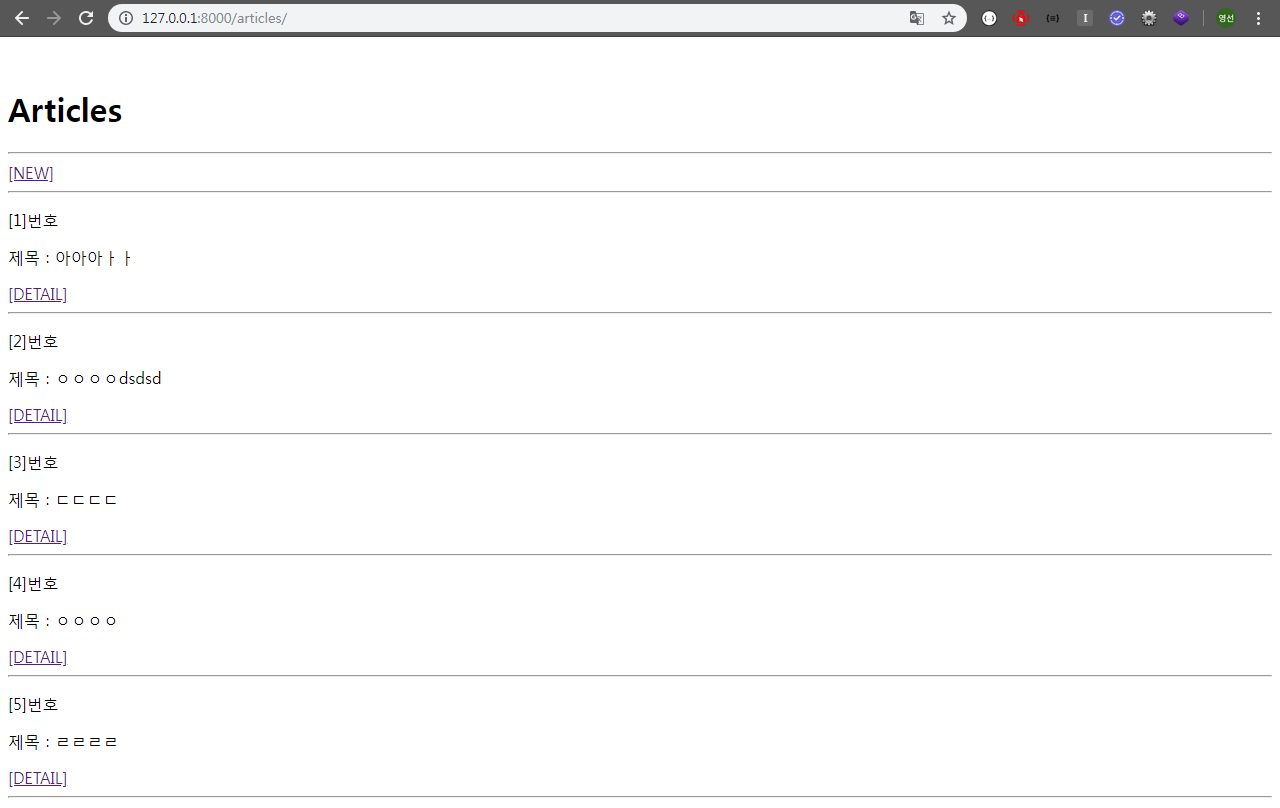 127.0.0.1:8000/articles/
영선
Articles
[NEW]
[1]번호
제목 : 아아아ㅏㅏ
[DETAIL]
[2]번호
제목 : ㅇㅇㅇㅇdsdsd
[DETAIL]
[3]번호
제목 : ㄷㄷㄷㄷ
[DETAIL]
[4]번호
제목 : ㅇㅇㅇㅇ
[DETAIL]
[5]번호
제목 : ㄹㄹㄹㄹ
[DETAIL]